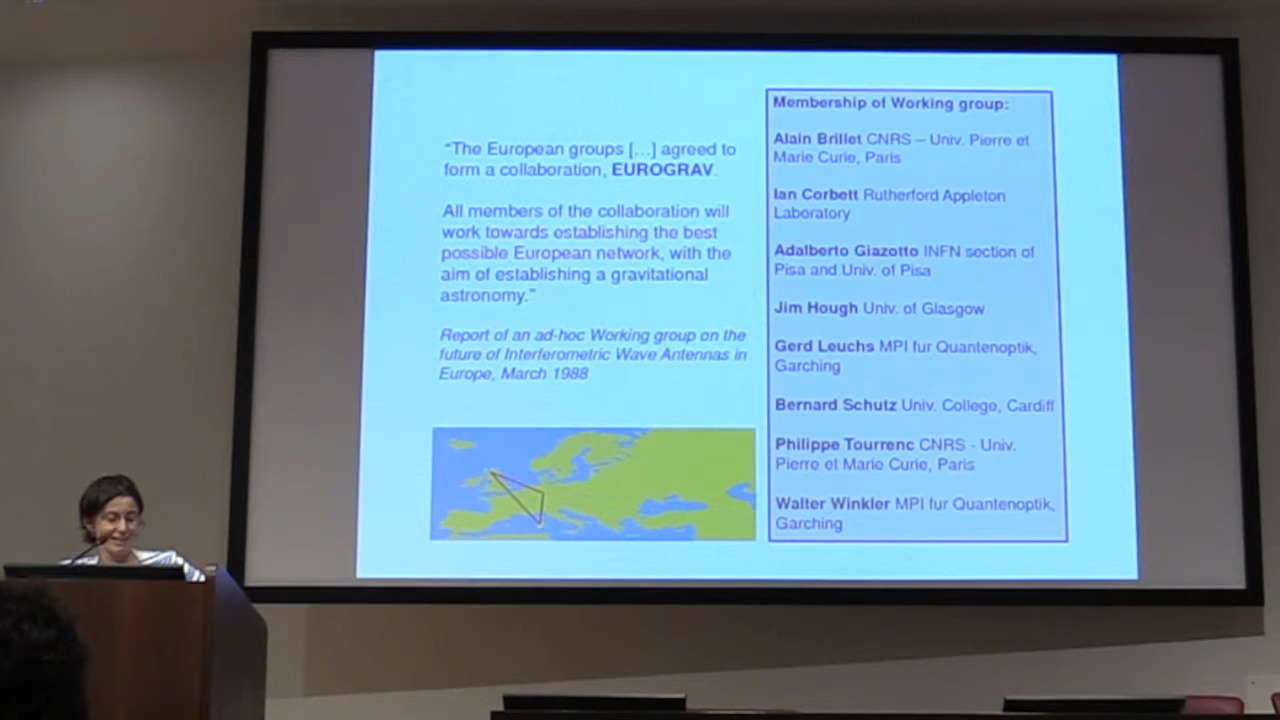 "The European groups [...] agreed to
form a collaboration, EUROGRAV.
All members of the collaboration will
work towards establishing the best
possible European network, with the
aim of establishing a gravitational
astronomy."
Report of an ad-hoc Working group on the
future of Interferometric Wave Antennas in
Europe, March 1988
Membership of Working group:
Alain Brillet CNRS – Univ. Pierre et
Marie Curie, Paris
Ian Corbett Rutherford Appleton
Laboratory
Adalberto Giazotto INFN section of
Pisa and Univ. of Pisa
Jim Hough Univ. of Glasgow
Gerd Leuchs MPI fur Quantenoptik,
Garching
Bernard Schutz Univ. College, Cardiff
Philippe Tourrenc CNRS - Univ.
Pierre et Marie Curie, Paris
Walter Winkler MPI fur Quantenoptik,
Garching